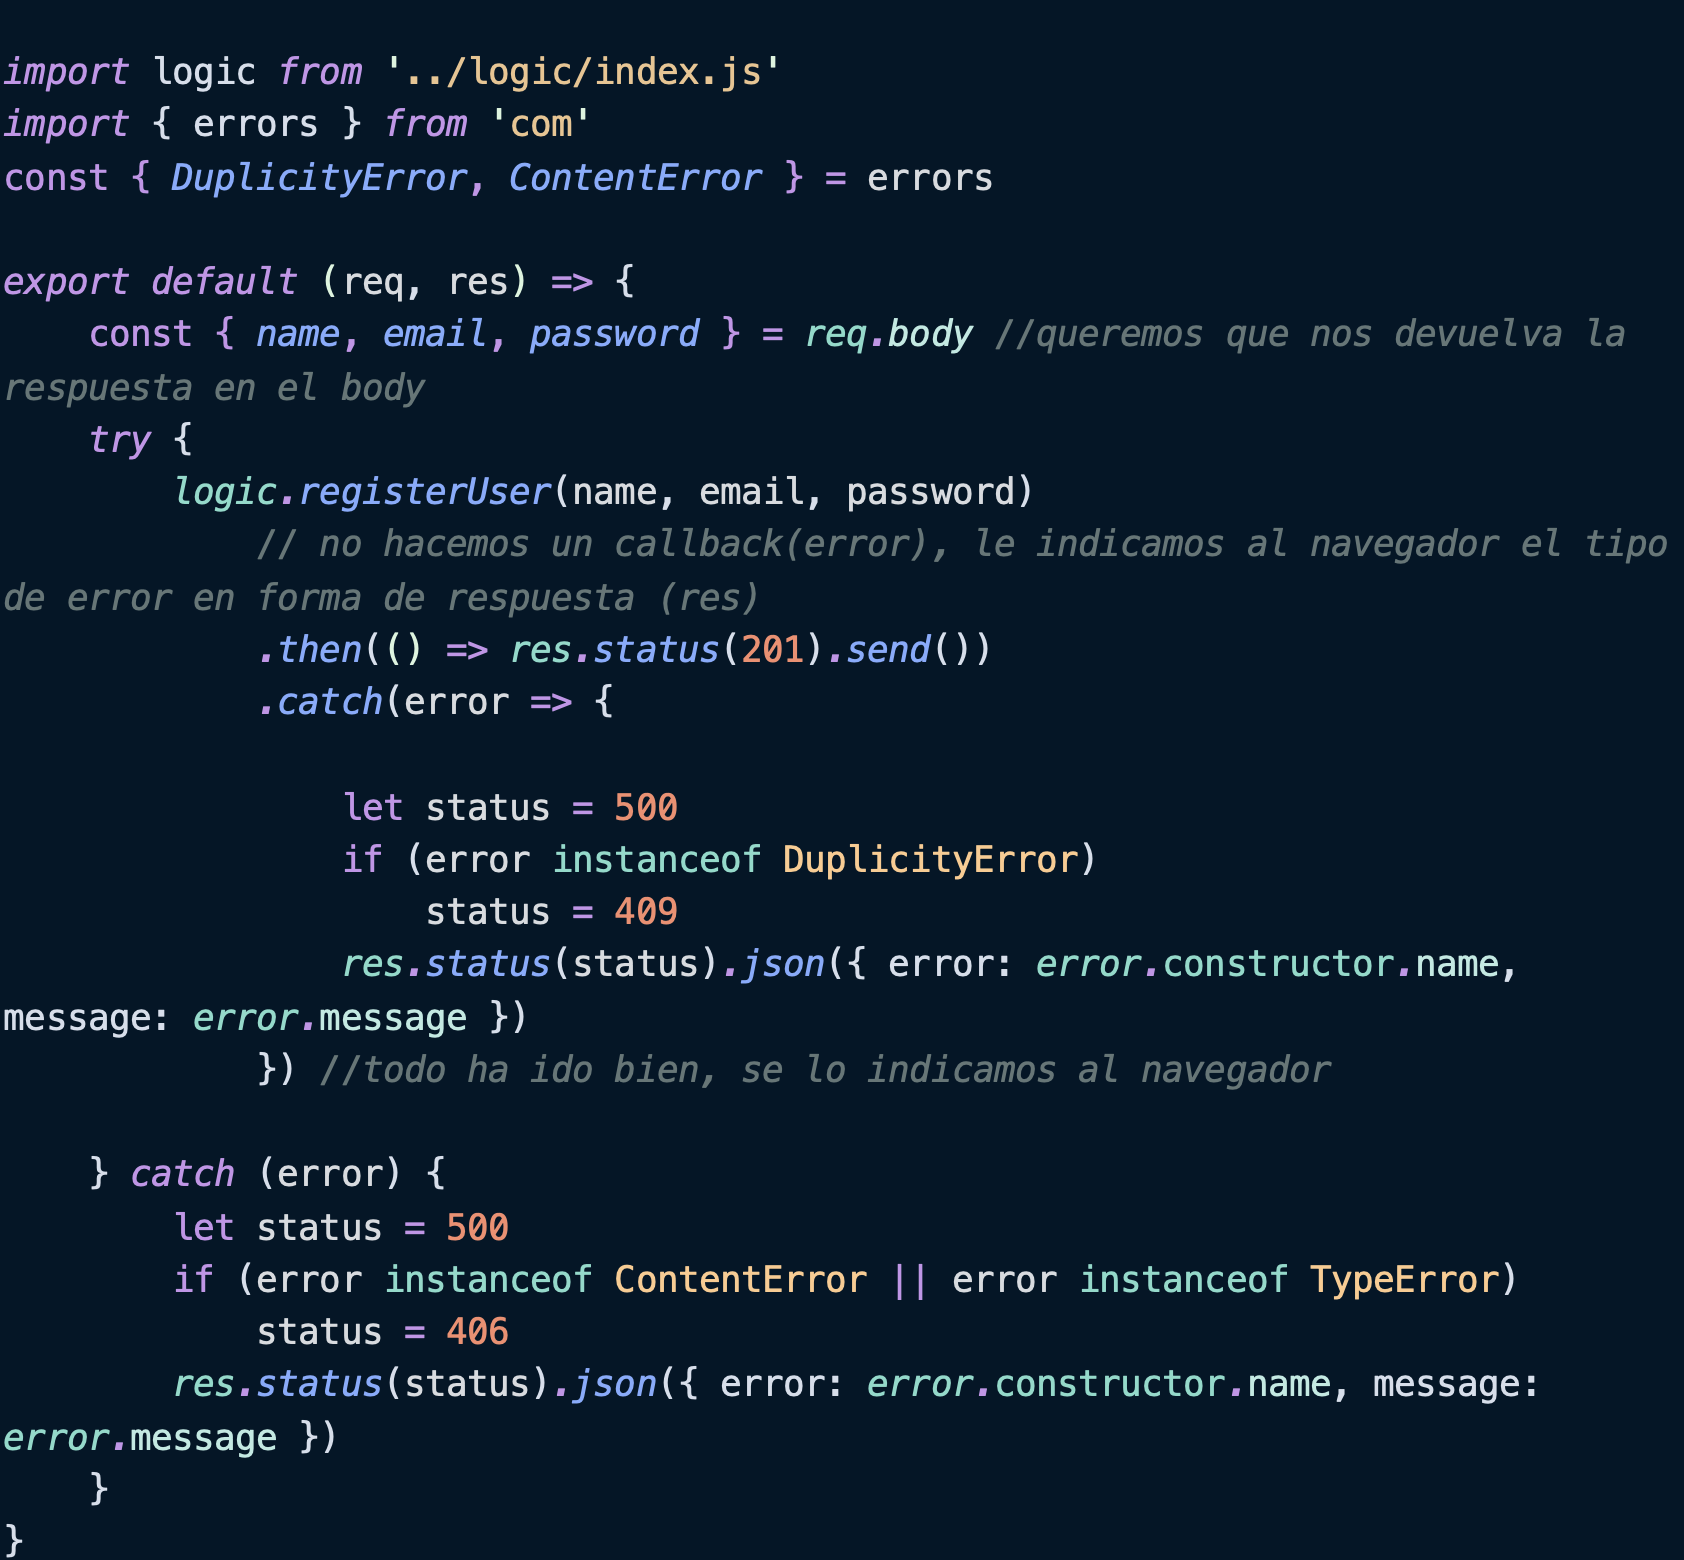 import logic from '../logic/index.js'
import { errors } from 'com'
const { DuplicityError, ContentError } = errors

export default (req, res) => {
    const { name, email, password } = req.body //queremos que nos devuelva la
respuesta en el body
    try {
        logic.registerUser(name, email, password)
            // no hacemos un callback(error), le indicamos al navegador el tipo
de error en forma de respuesta (res)
            .then(() => res.status(201).send())
            .catch(error => {

                let status = 500
                if (error instanceof DuplicityError)
                    status = 409
                res.status(status).json({ error: error.constructor.name,
message: error.message })
            }) //todo ha ido bien, se lo indicamos al navegador

    } catch (error) {
        let status = 500
        if (error instanceof ContentError || error instanceof TypeError)
            status = 406
        res.status(status).json({ error: error.constructor.name, message:
error.message })
    }
}